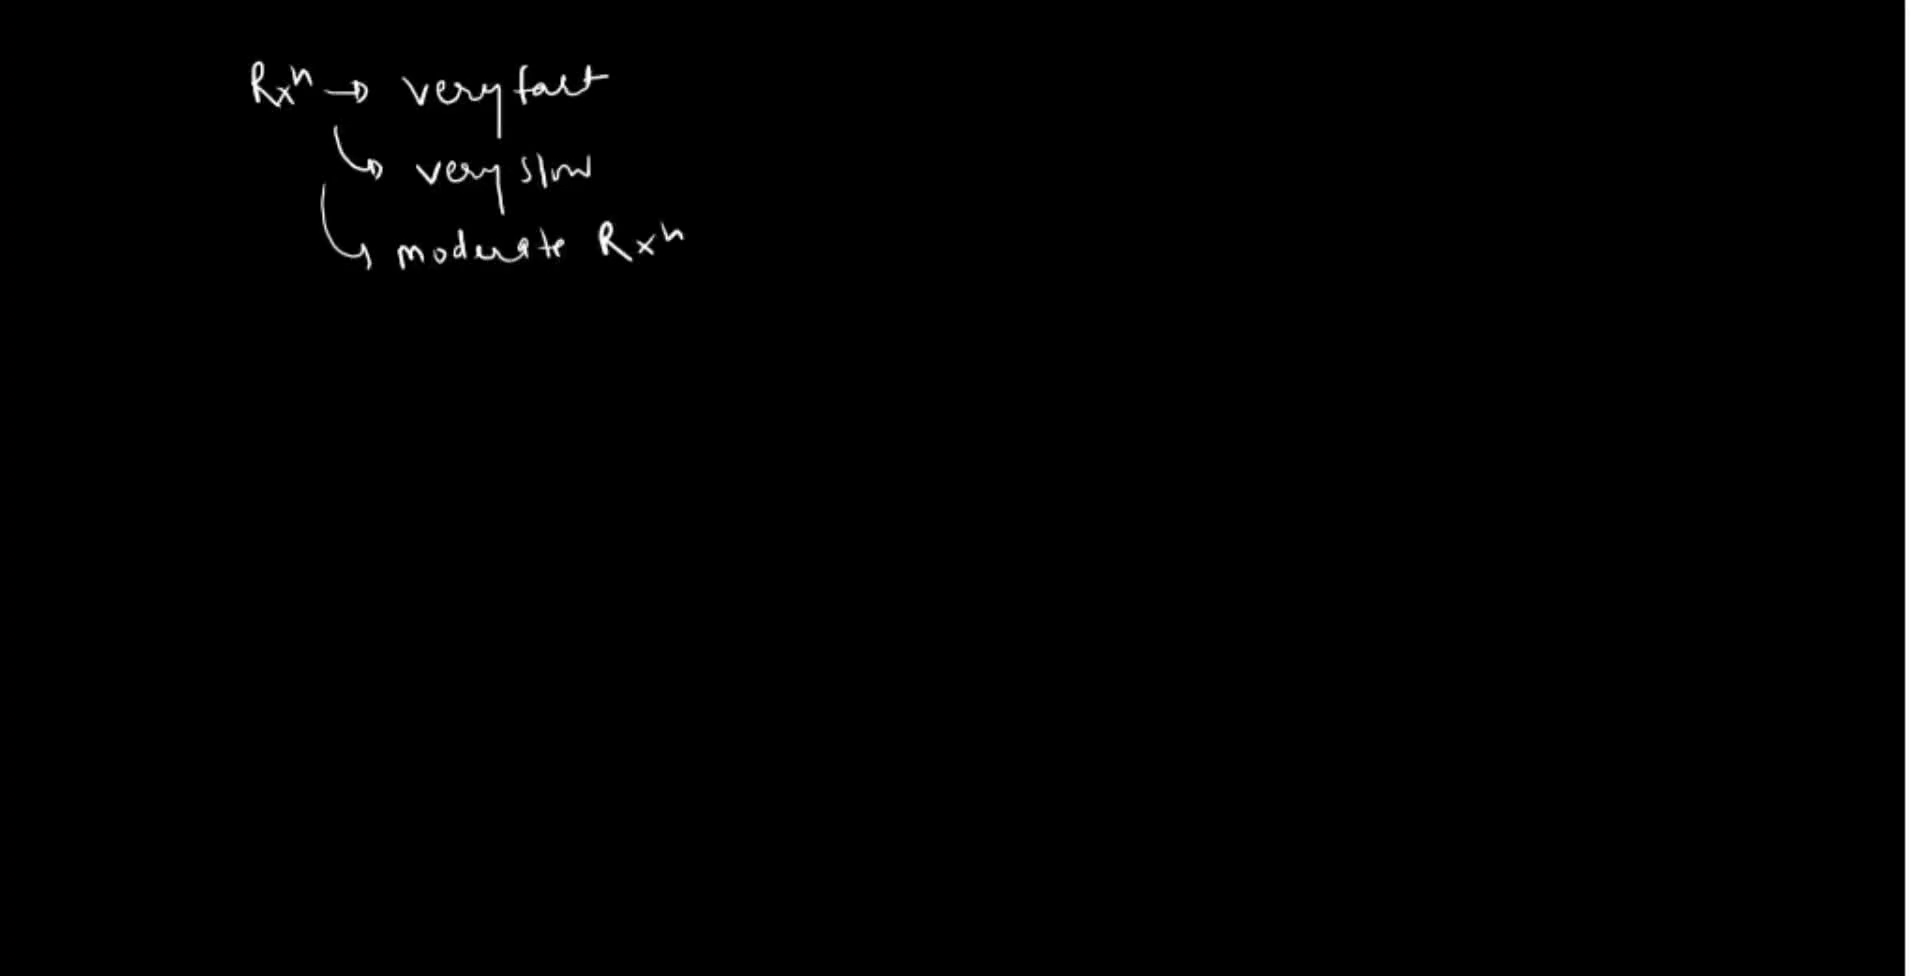 Rxⁿ → very fast
↳ very slow
↳ moderate Rxⁿ